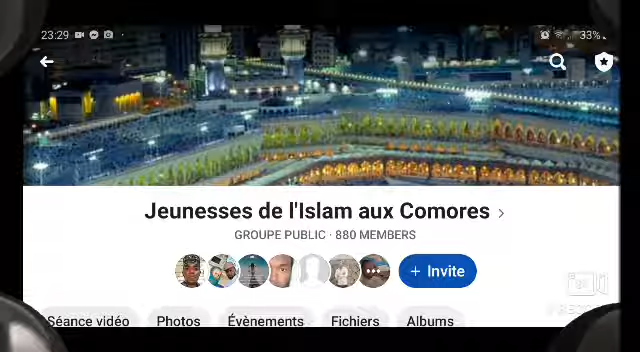 23:29
33%
Jeunesses de l'Islam aux Comores
GROUPE PUBLIC · 880 MEMBERS
+ Invite
Séance vidéo
Photos
Évènements
Fichiers
Albums